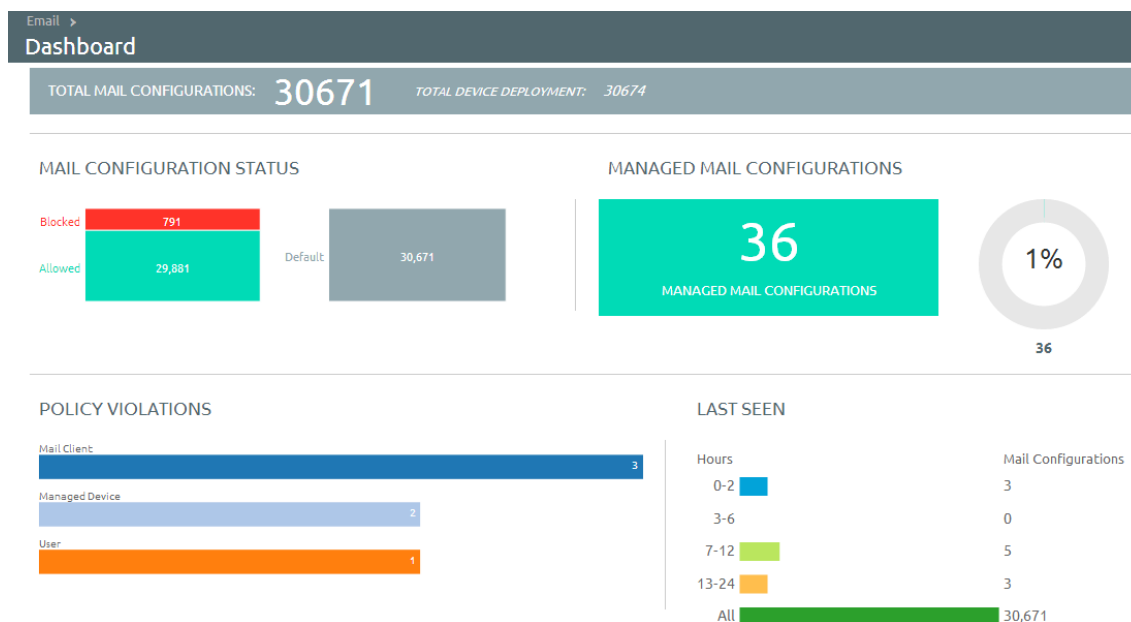 Email >
Dashboard
TOTAL MAIL CONFIGURATIONS: 30671 TOTAL DEVICE DEPLOYMENT: 30674
MAIL CONFIGURATION STATUS
Blocked 791
Allowed 29,881
Default 30,671
MANAGED MAIL CONFIGURATIONS
36
MANAGED MAIL CONFIGURATIONS
1%
36
POLICY VIOLATIONS
Mail Client
3
Managed Device
2
User
1
LAST SEEN
Hours Mail Configurations
0-2 3
3-6 0
7-12 5
13-24 3
All 30,671